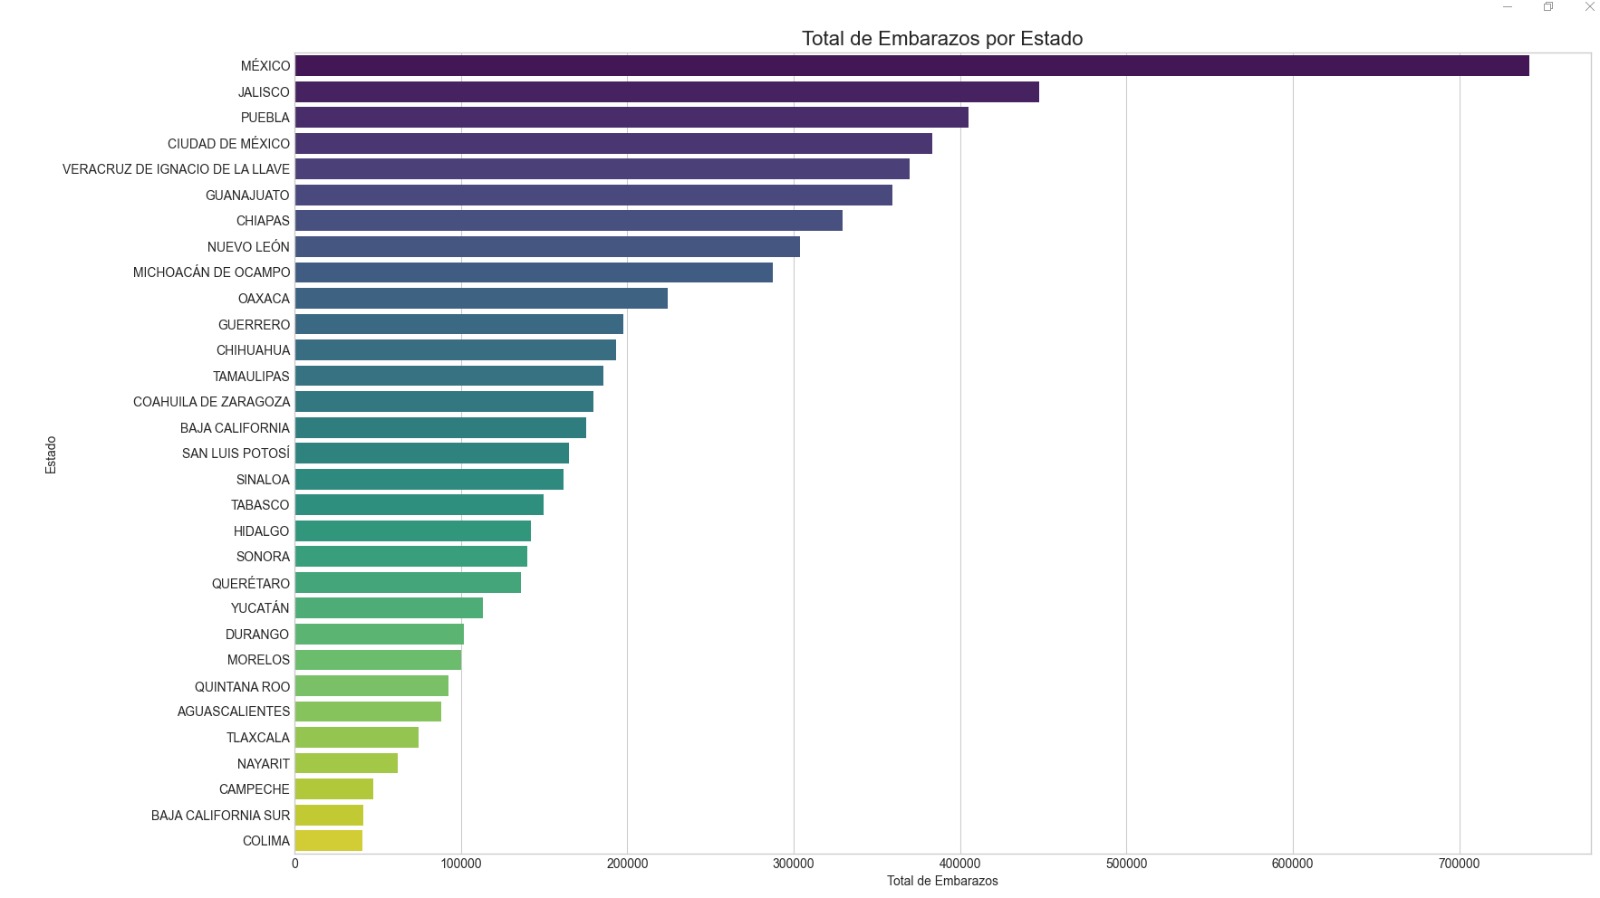 Total de Embarazos por Estado
MÉXICO
JALISCO
PUEBLA
CIUDAD DE MÉXICO
VERACRUZ DE IGNACIO DE LA LLAVE
GUANAJUATO
CHIAPAS
NUEVO LEÓN
MICHOACÁN DE OCAMPO
OAXACA
GUERRERO
CHIHUAHUA
TAMAULIPAS
COAHUILA DE ZARAGOZA
BAJA CALIFORNIA
SAN LUIS POTOSÍ
SINALOA
TABASCO
HIDALGO
SONORA
QUERÉTARO
YUCATÁN
DURANGO
MORELOS
QUINTANA ROO
AGUASCALIENTES
TLAXCALA
NAYARIT
CAMPECHE
BAJA CALIFORNIA SUR
COLIMA
Estado
0 100000 200000 300000 400000 500000 600000 700000
Total de Embarazos